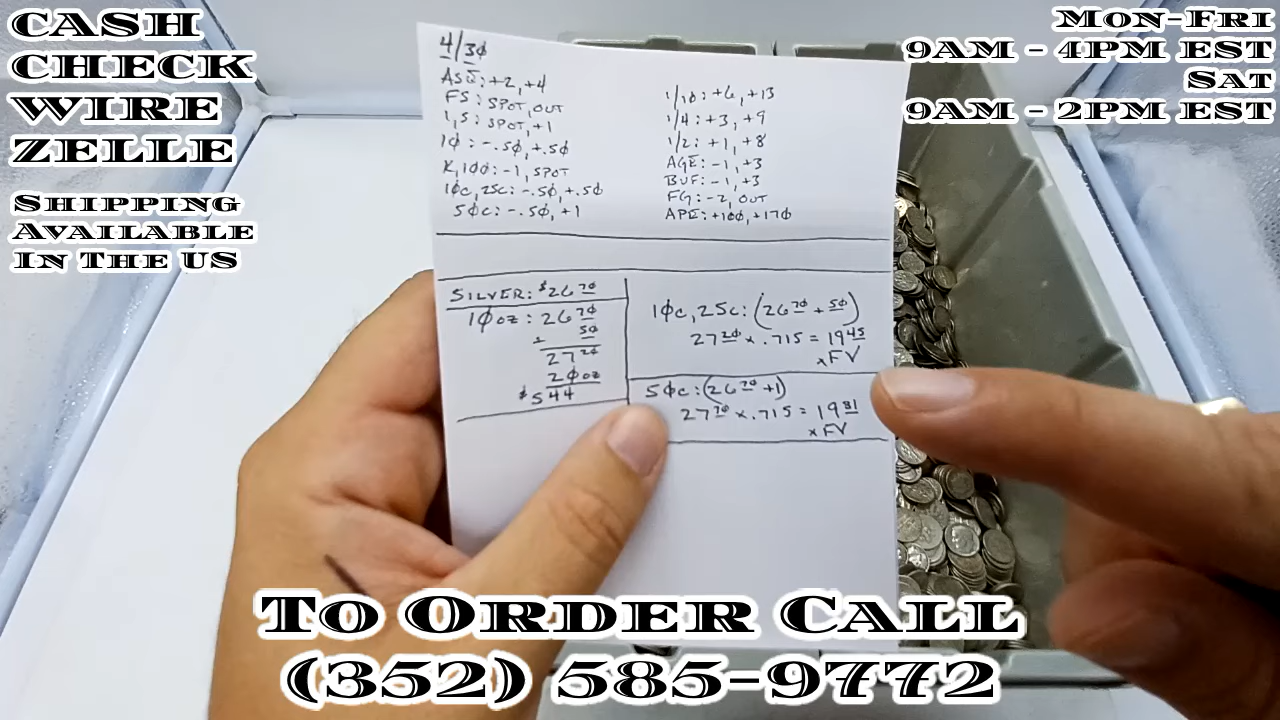 CASH
CHECK
WIRE
ZELLE
SHIPPING
AVAILABLE
IN THE US
MON-FRI
9AM - 4PM EST
SAT
9AM - 2PM EST
4/30
ASE: +2, +4
FS: SPOT, OUT
1, 5: SPOT, +1
10: -.50, +.50
K, 100: -1, SPOT
10c, 25c: -.50, +.50
50c: -.50, +1
1/10: +6, +13
1/4: +3, +9
1/2: +1, +8
AGE: -1, +3
BUF: -1, +3
FG: -2, OUT
APE: +100, +170
SILVER: $26 70
10oz: 26 70
+ 50
27 20
20oz
$544
10c, 25c: (26 70 + 50)
27 20 x .715 = 19 45
x FV
50c: (26 70 + 1)
27 70 x .715 = 19 81
x FV
TO ORDER CALL
(352) 585-9772